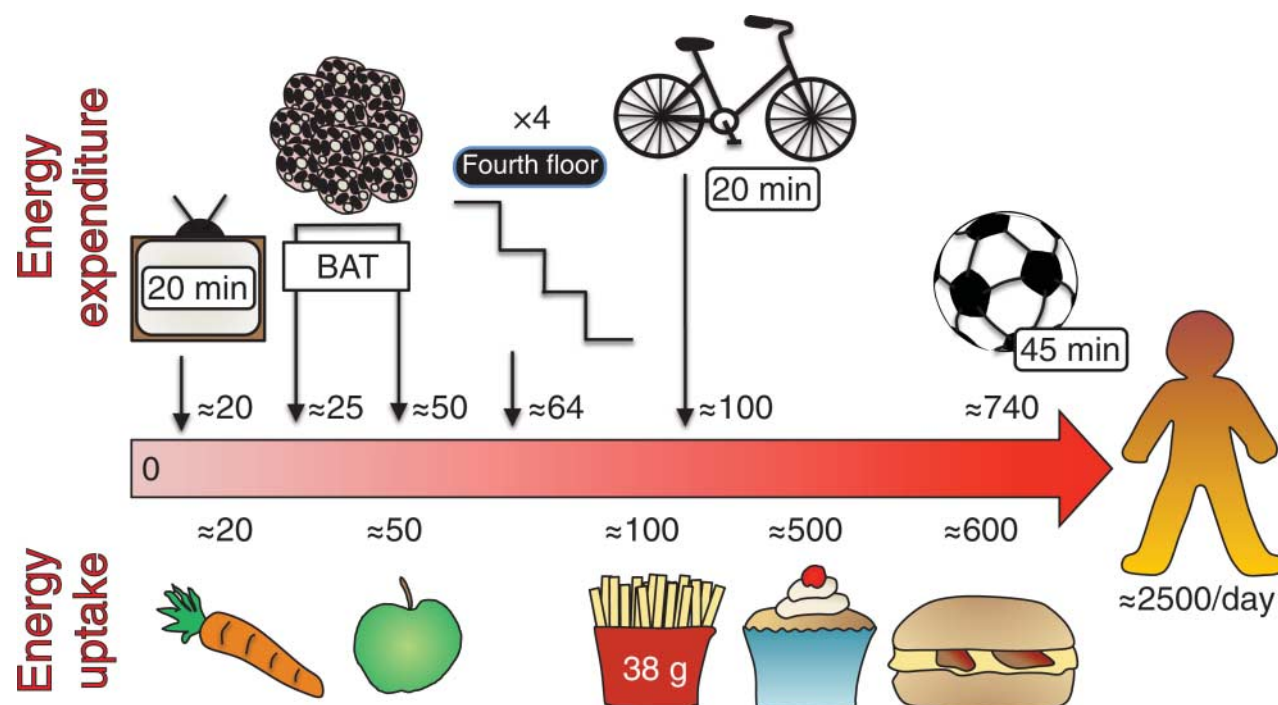 Energy
expenditure
×4
Fourth floor
20 min
20 min
BAT
45 min
≈20
≈25
≈50
≈64
≈100
≈740
0
≈20
≈50
≈100
≈500
≈600
≈2500/day
Energy
uptake
38 g